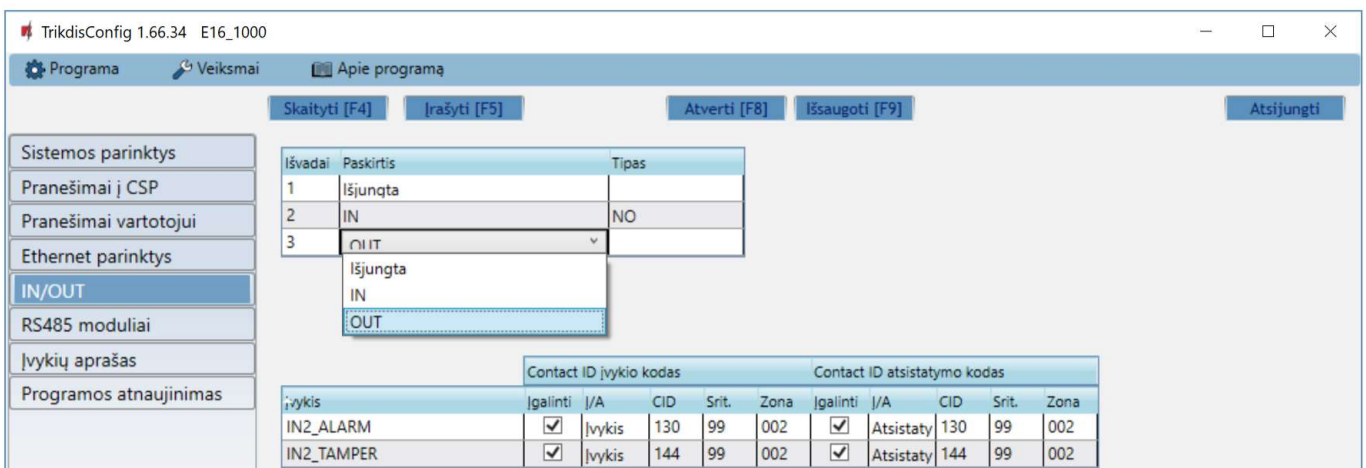 TrikdisConfig 1.66.34 E16_1000
Programa Veiksmai Apie programą
Skaityti [F4] Įrašyti [F5] Atverti [F8] Išsaugoti [F9] Atsijungti
Sistemos parinktys
Pranešimai į CSP
Pranešimai vartotojui
Ethernet parinktys
IN/OUT
RS485 moduliai
Įvykių aprašas
Programos atnaujinimas
Išvadai Paskirtis Tipas
1 Išjungta
2 IN NO
3 OUT
Išjungta
IN
OUT
Contact ID įvykio kodas Contact ID atsistatymo kodas
Įvykis Įgalinti Į/A CID Srit. Zona Įgalinti Į/A CID Srit. Zona
IN2_ALARM Įvykis 130 99 002 Atsistaty 130 99 002
IN2_TAMPER Įvykis 144 99 002 Atsistaty 144 99 002